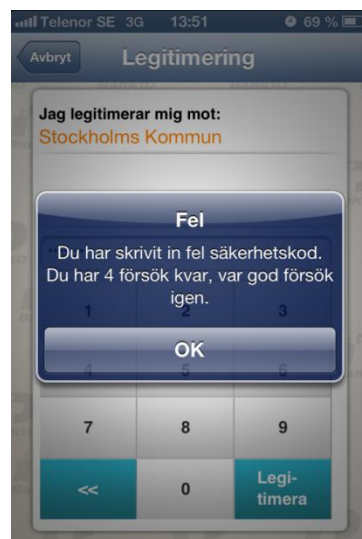 Telenor SE 3G 13:51 69 %
Avbryt Legitimering
Jag legitimerar mig mot:
Stockholms Kommun
Fel
Du har skrivit in fel säkerhetskod.
Du har 4 försök kvar, var god försök
igen.
1 2 3
OK
4 5 6
7 8 9
<< 0 Legi-
timera